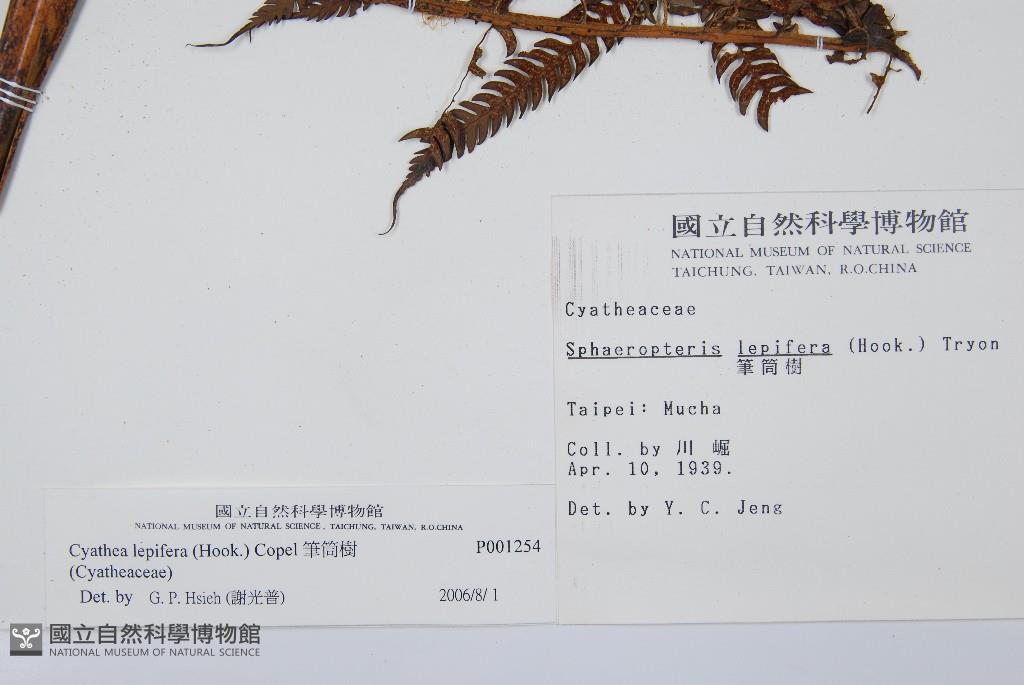 國立自然科學博物館
NATIONAL MUSEUM OF NATURAL SCIENCE
TAICHUNG, TAIWAN, R.O.CHINA
Cyatheaceae
Sphaeropteris lepifera (Hook.) Tryon
筆筒樹
Taipei: Mucha
Coll. by 川 崛
Apr. 10, 1939.
Det. by Y. C. Jeng
國立自然科學博物館
NATIONAL MUSEUM OF NATURAL SCIENCE, TAICHUNG, TAIWAN, R.O.CHINA
Cyathea lepifera (Hook.) Copel 筆筒樹 P001254
(Cyatheaceae)
Det. by G. P. Hsieh (謝光普) 2006/8/ 1
國立自然科學博物館
NATIONAL MUSEUM OF NATURAL SCIENCE